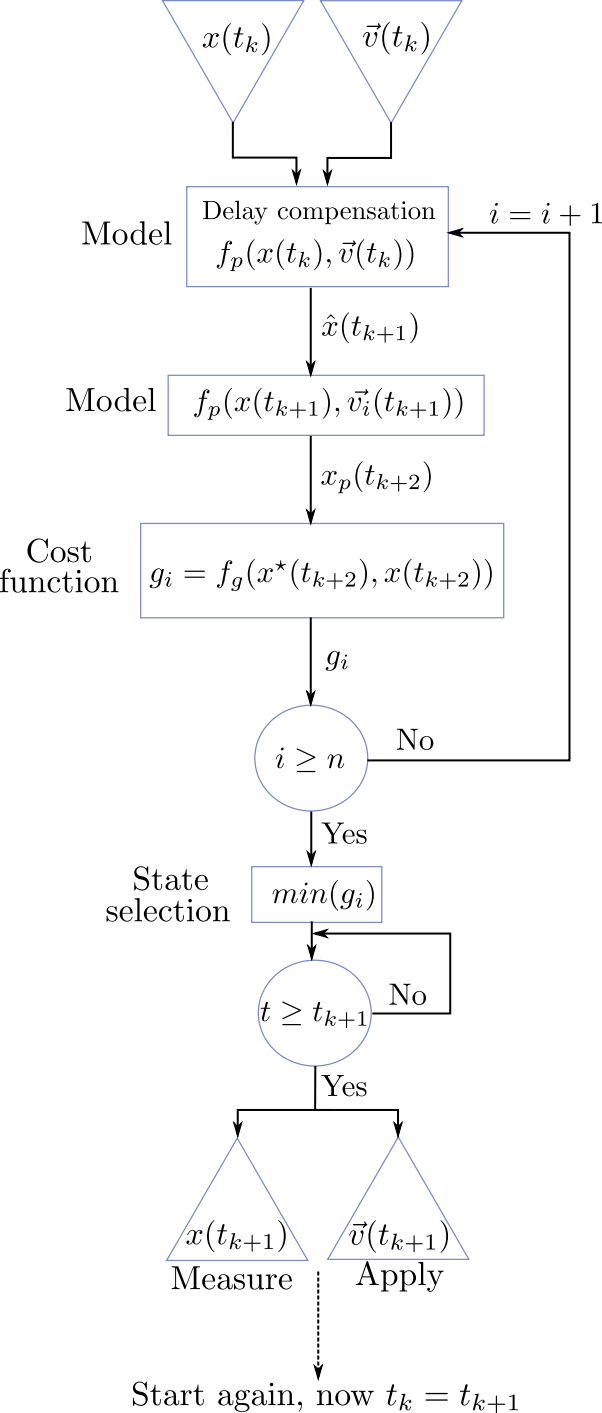 x(t_k)
v⃗(t_k)
i = i + 1
Model
Delay compensation
f_p(x(t_k), v⃗(t_k))
x̂(t_{k+1})
Model
f_p(x(t_{k+1}), v⃗_i(t_{k+1}))
x_p(t_{k+2})
Cost
function
g_i = f_g(x^⋆(t_{k+2}), x(t_{k+2}))
g_i
i ≥ n
No
Yes
State
selection
min(g_i)
t ≥ t_{k+1}
No
Yes
x(t_{k+1})
v⃗(t_{k+1})
Measure
Apply
Start again, now t_k = t_{k+1}